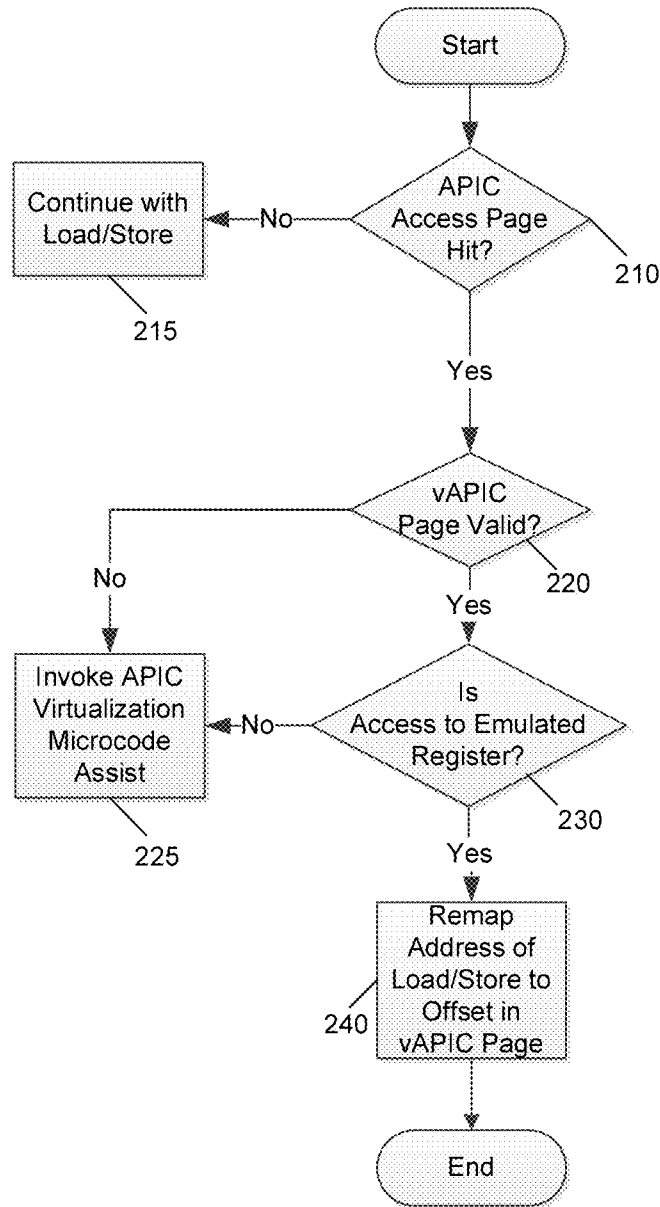 Start
APIC
Access Page
Hit?
210
No
Continue with
Load/Store
215
Yes
vAPIC
Page Valid?
220
No
Yes
Is
Access to Emulated
Register?
230
No
Invoke APIC
Virtualization
Microcode
Assist
225
Yes
Remap
Address of
Load/Store to
Offset in
vAPIC Page
240
End